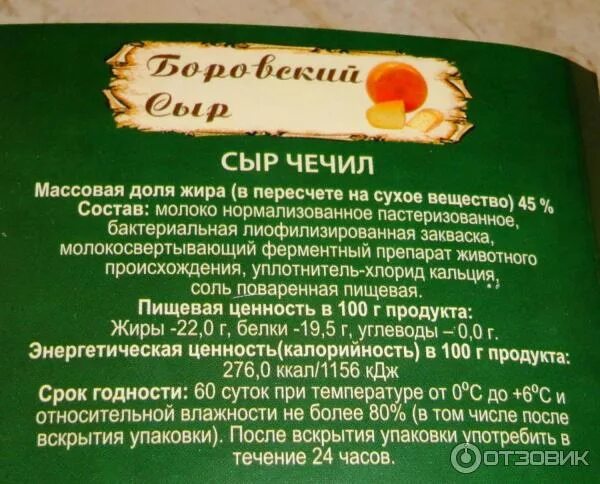 Боровский
Сыр
СЫР ЧЕЧИЛ
Массовая доля жира (в пересчете на сухое вещество) 45 %
Состав: молоко нормализованное пастеризованное,
бактериальная лиофилизированная закваска,
молокосвертывающий ферментный препарат животного
происхождения, уплотнитель-хлорид кальция,
соль поваренная пищевая.
Пищевая ценность в 100 г продукта:
Жиры -22,0 г, белки -19,5 г, углеводы – 0,0 г.
Энергетическая ценность(калорийность) в 100 г продукта:
276,0 ккал/1156 кДж
Срок годности: 60 суток при температуре от 0⁰С до +6⁰С и
относительной влажности не более 80% (в том числе после
вскрытия упаковки). После вскрытия упаковки употребить в
течение 24 часов.
ОТЗОВИК